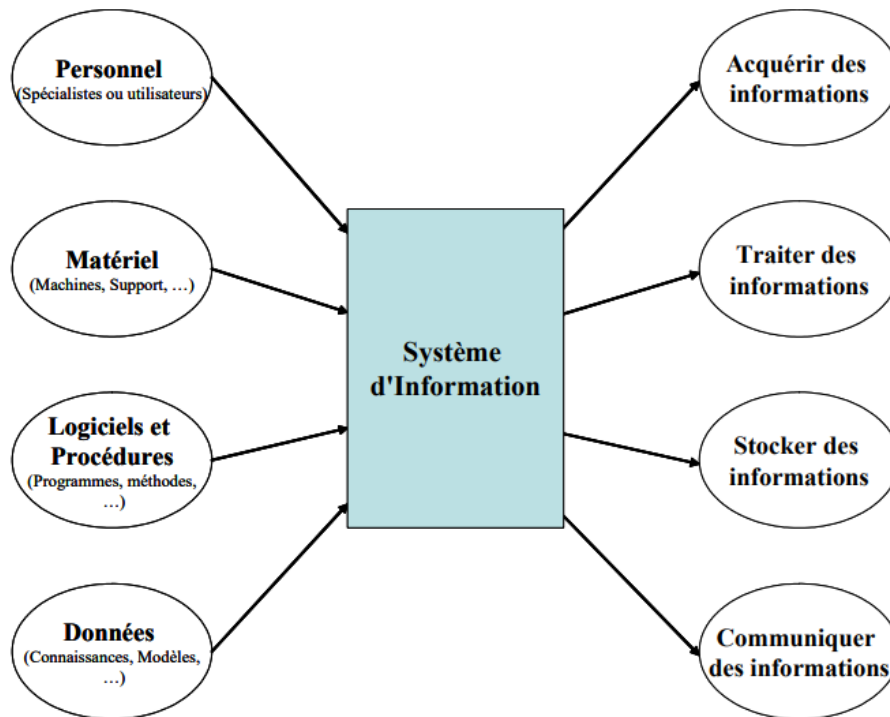 Personnel
(Spécialistes ou utilisateurs)
Matériel
(Machines, Support, …)
Logiciels et
Procédures
(Programmes, méthodes,
…)
Données
(Connaissances, Modèles,
…)
Système
d'Information
Acquérir des
informations
Traiter des
informations
Stocker des
informations
Communiquer
des informations